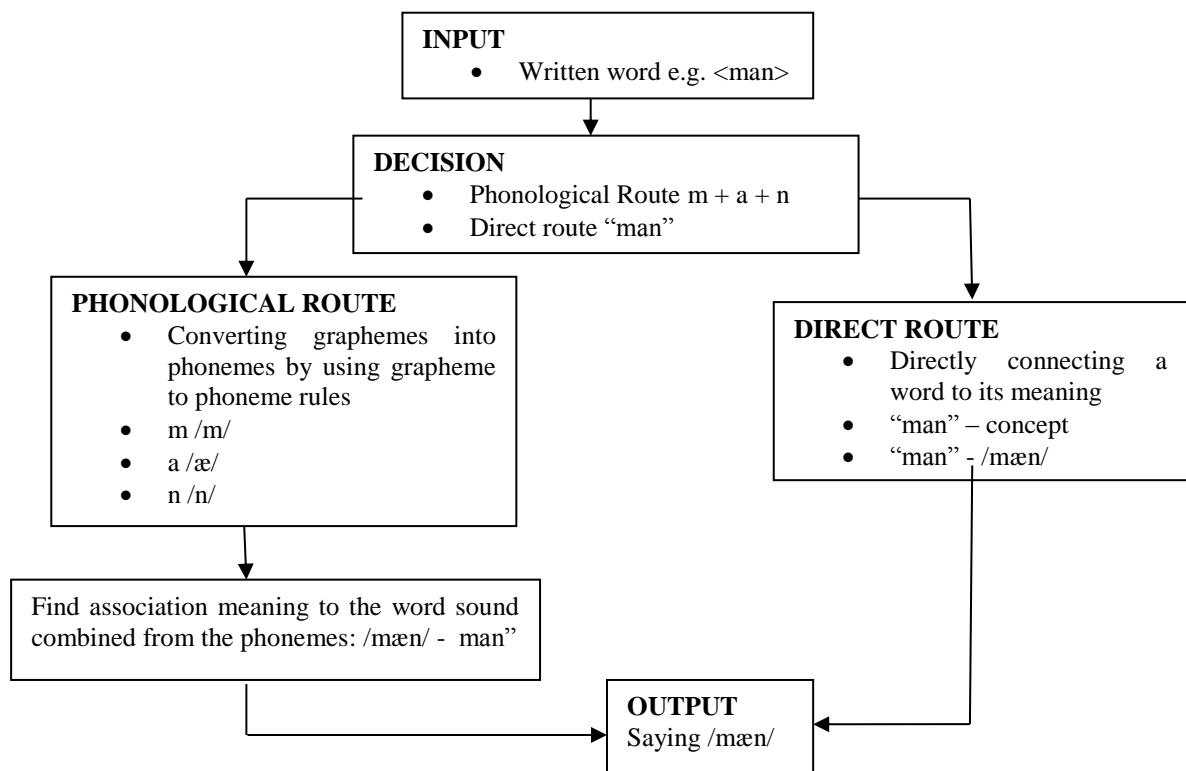 INPUT
• Written word e.g. <man>
DECISION
• Phonological Route m + a + n
• Direct route “man”
PHONOLOGICAL ROUTE
• Converting graphemes into
phonemes by using grapheme
to phoneme rules
• m /m/
• a /æ/
• n /n/
DIRECT ROUTE
• Directly connecting a
word to its meaning
• “man” – concept
• “man” - /mæn/
Find association meaning to the word sound
combined from the phonemes: /mæn/ - man”
OUTPUT
Saying /mæn/